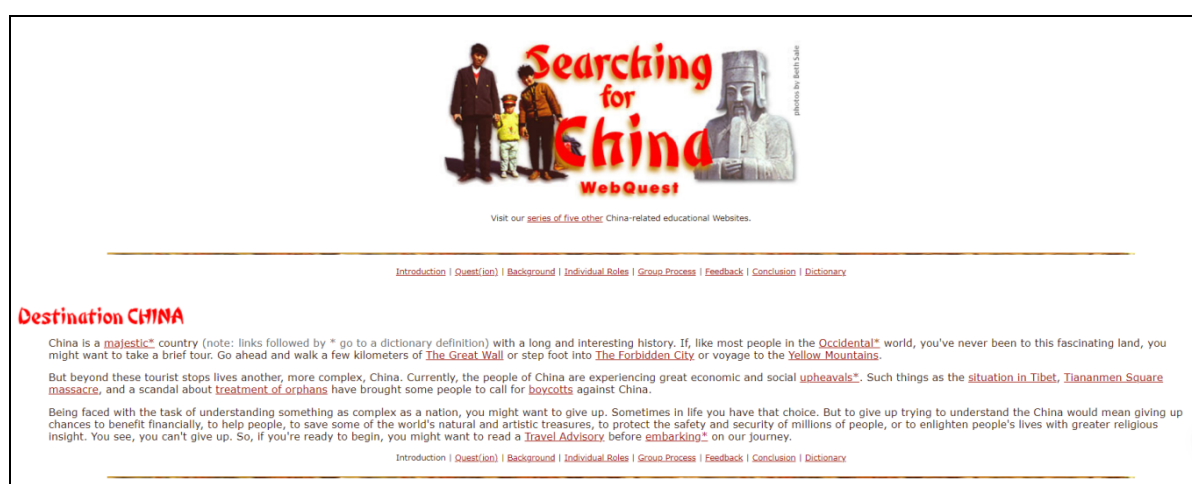 Searching
for
China
WebQuest
photos by Beth Sale
Visit our series of five other China-related educational Websites.
Introduction | Quest(ion) | Background | Individual Roles | Group Process | Feedback | Conclusion | Dictionary
Destination CHINA
China is a majestic* country (note: links followed by * go to a dictionary definition) with a long and interesting history. If, like most people in the Occidental* world, you've never been to this fascinating land, you
might want to take a brief tour. Go ahead and walk a few kilometers of The Great Wall or step foot into The Forbidden City or voyage to the Yellow Mountains.
But beyond these tourist stops lives another, more complex, China. Currently, the people of China are experiencing great economic and social upheavals*. Such things as the situation in Tibet, Tiananmen Square
massacre, and a scandal about treatment of orphans have brought some people to call for boycotts against China.
Being faced with the task of understanding something as complex as a nation, you might want to give up. Sometimes in life you have that choice. But to give up trying to understand the China would mean giving up
chances to benefit financially, to help people, to save some of the world's natural and artistic treasures, to protect the safety and security of millions of people, or to enlighten people's lives with greater religious
insight. You see, you can't give up. So, if you're ready to begin, you might want to read a Travel Advisory before embarking* on our journey.
Introduction | Quest(ion) | Background | Individual Roles | Group Process | Feedback | Conclusion | Dictionary